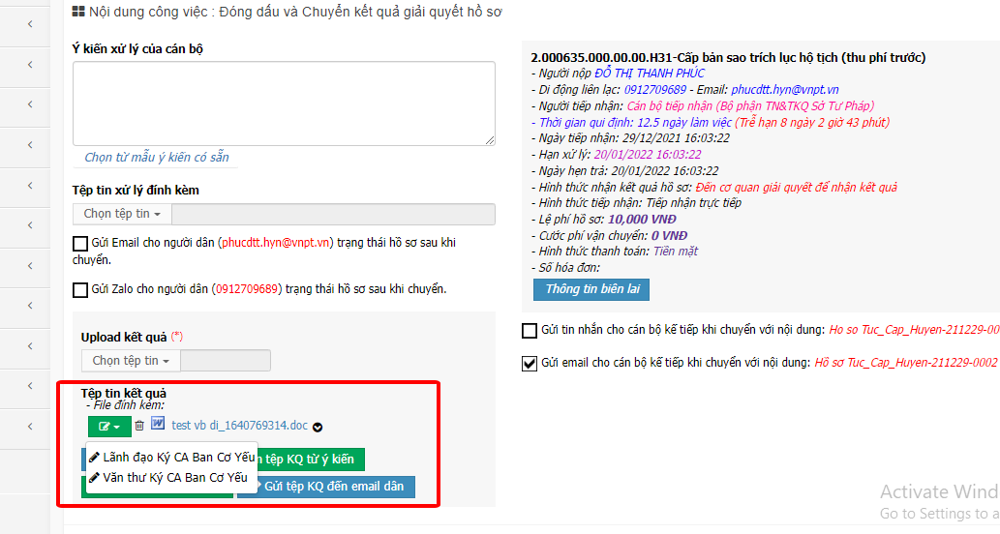 Nội dung công việc : Đóng dấu và Chuyển kết quả giải quyết hồ sơ
Ý kiến xử lý của cán bộ
Chọn từ mẫu ý kiến có sẵn
Tệp tin xử lý đính kèm
Chọn tệp tin
Gửi Email cho người dân (phucdtt.hyn@vnpt.vn) trạng thái hồ sơ sau khi
chuyển.
Gửi Zalo cho người dân (0912709689) trạng thái hồ sơ sau khi chuyển.
Upload kết quả (*)
Chọn tệp tin
Tệp tin kết quả
- File đính kèm:
test vb di_1640769314.doc
Lãnh đạo Ký CA Ban Cơ Yếu
Văn thư Ký CA Ban Cơ Yếu
tệp KQ từ ý kiến
Gửi tệp KQ đến email dân
2.000635.000.00.00.H31-Cấp bản sao trích lục hộ tịch (thu phí trước)
- Người nộp ĐỖ THỊ THANH PHÚC
- Di động liên lạc: 0912709689 - Email: phucdtt.hyn@vnpt.vn
- Người tiếp nhận: Cán bộ tiếp nhận (Bộ phận TN&TKQ Sở Tư Pháp)
- Thời gian qui định: 12.5 ngày làm việc (Trễ hạn 8 ngày 2 giờ 43 phút)
- Ngày tiếp nhận: 29/12/2021 16:03:22
- Hạn xử lý: 20/01/2022 16:03:22
- Ngày hẹn trả: 20/01/2022 16:03:22
- Hình thức nhận kết quả hồ sơ: Đến cơ quan giải quyết để nhận kết quả
- Hình thức tiếp nhận: Tiếp nhận trực tiếp
- Lệ phí hồ sơ: 10,000 VNĐ
- Cước phí vận chuyển: 0 VNĐ
- Hình thức thanh toán: Tiền mặt
- Số hóa đơn:
Thông tin biên lai
Gửi tin nhắn cho cán bộ kế tiếp khi chuyển với nội dung: Ho so Tuc_Cap_Huyen-211229-00
Gửi email cho cán bộ kế tiếp khi chuyển với nội dung: Hồ sơ Tuc_Cap_Huyen-211229-0002
Activate Wind
Go to Settings to a